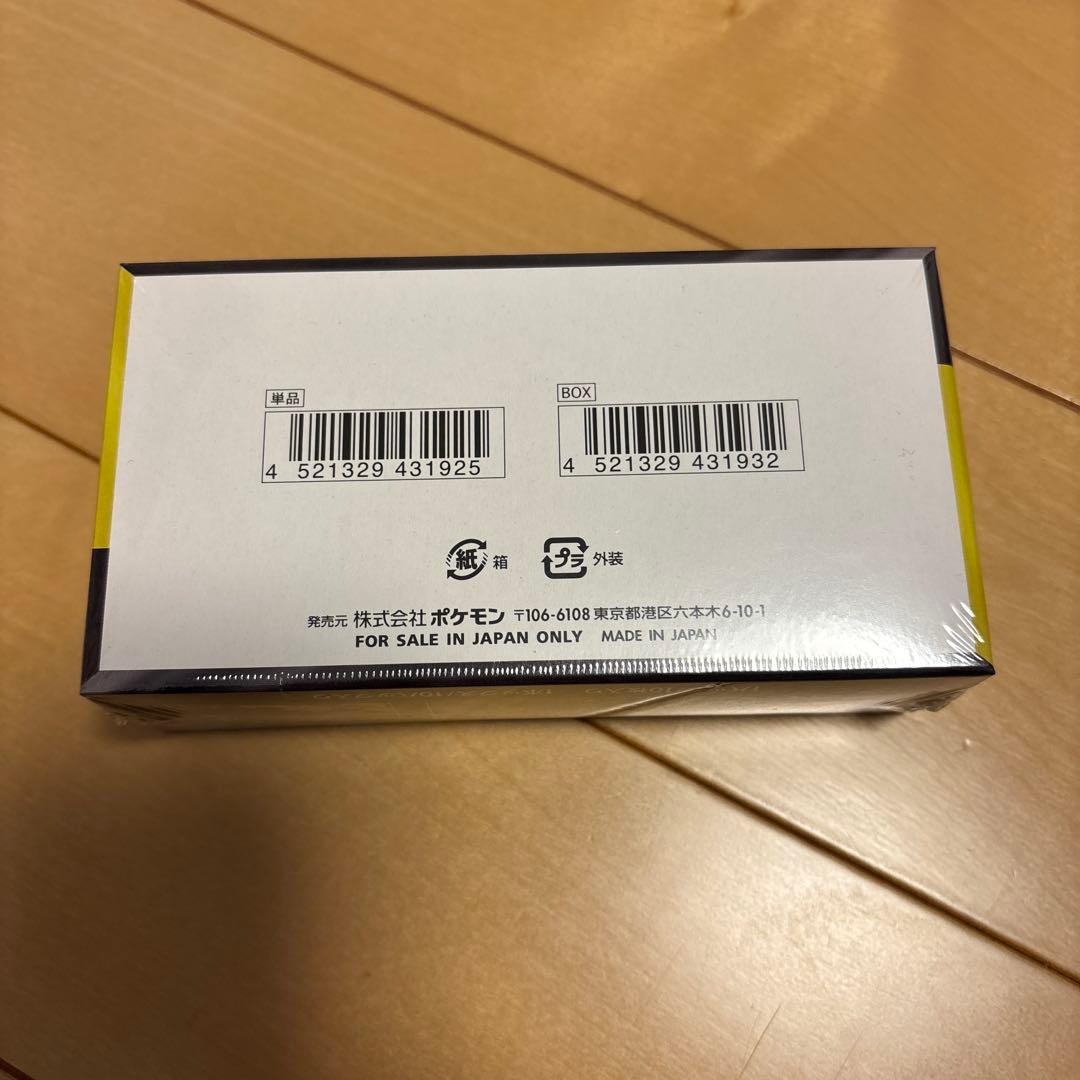 単品
4 521329 431925
BOX
4 521329 431932
紙 箱
プラ 外装
発売元 株式会社 ポケモン 〒106-6108 東京都港区六本木6-10-1
FOR SALE IN JAPAN ONLY MADE IN JAPAN